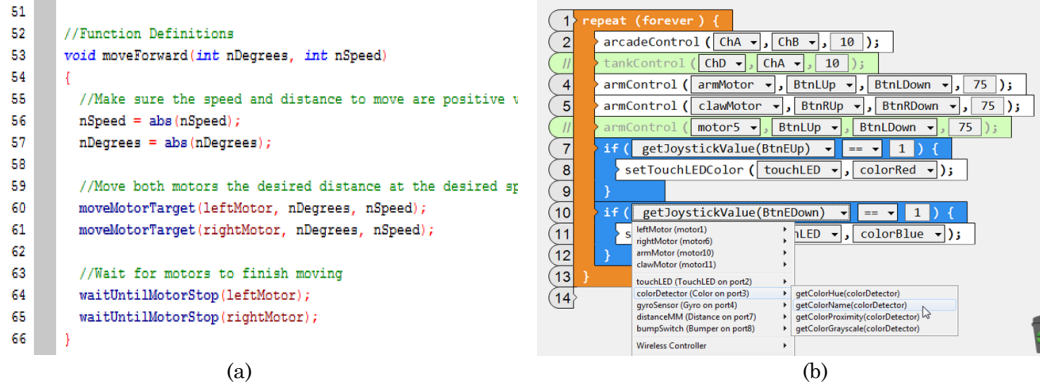 51
52 //Function Definitions
53 void moveForward(int nDegrees, int nSpeed)
54 {
55 //Make sure the speed and distance to move are positive v
56 nSpeed = abs(nSpeed);
57 nDegrees = abs(nDegrees);
58
59 //Move both motors the desired distance at the desired sp
60 moveMotorTarget(leftMotor, nDegrees, nSpeed);
61 moveMotorTarget(rightMotor, nDegrees, nSpeed);
62
63 //Wait for motors to finish moving
64 waitUntilMotorStop(leftMotor);
65 waitUntilMotorStop(rightMotor);
66 }
(a)
1 repeat (forever) {
2 arcadeControl ( ChA , ChB , 10 );
// tankControl ( ChD , ChA , 10 );
4 armControl ( armMotor , BtnLUp , BtnLDown , 75 );
5 armControl ( clawMotor , BtnRUp , BtnRDown , 75 );
// armControl ( motor5 , BtnLUp , BtnLDown , 75 );
7 if ( getJoystickValue(BtnEUp) == 1 ) {
8 setTouchLEDColor ( touchLED , colorRed );
9 }
10 if ( getJoystickValue(BtnEDown) == 1 ) {
11 s hLED , colorBlue );
12 }
13 }
14
leftMotor (motor1)
rightMotor (motor6)
armMotor (motor10)
clawMotor (motor11)
touchLED (TouchLED on port2)
colorDetector (Color on port3)
gyroSensor (Gyro on port4)
distanceMM (Distance on port7)
bumpSwitch (Bumper on port8)
Wireless Controller
getColorHue(colorDetector)
getColorName(colorDetector)
getColorProximity(colorDetector)
getColorGrayscale(colorDetector)
(b)